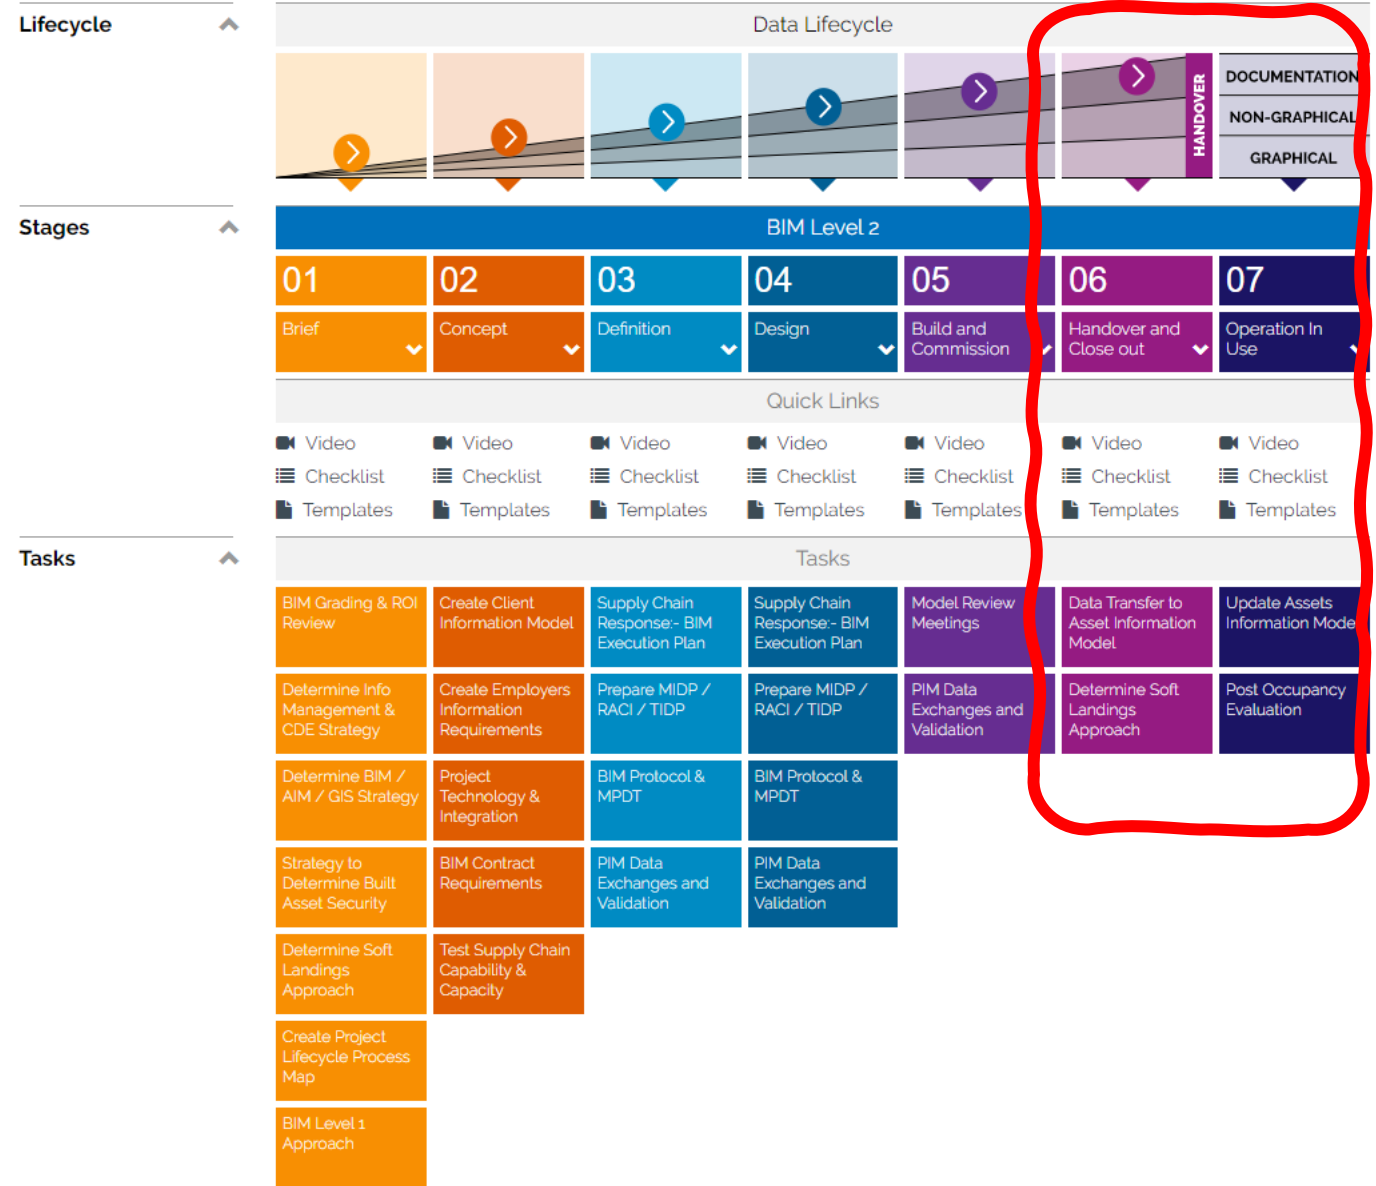 Lifecycle
Data Lifecycle
HANDOVER
DOCUMENTATION
NON-GRAPHICAL
GRAPHICAL
Stages
BIM Level 2
01
02
03
04
05
06
07
Brief
Concept
Definition
Design
Build and
Commission
Handover and
Close out
Operation In
Use
Quick Links
Video
Checklist
Templates
Video
Checklist
Templates
Video
Checklist
Templates
Video
Checklist
Templates
Video
Checklist
Templates
Video
Checklist
Templates
Video
Checklist
Templates
Tasks
Tasks
BIM Grading & ROI
Review
Determine Info
Management &
CDE Strategy
Determine BIM /
AIM / GIS Strategy
Strategy to
Determine Built
Asset Security
Determine Soft
Landings
Approach
Create Project
Lifecycle Process
Map
BIM Level 1
Approach
Create Client
Information Model
Create Employers
Information
Requirements
Project
Technology &
Integration
BIM Contract
Requirements
Test Supply Chain
Capability &
Capacity
Supply Chain
Response:- BIM
Execution Plan
Prepare MIDP /
RACI / TIDP
BIM Protocol &
MPDT
PIM Data
Exchanges and
Validation
Supply Chain
Response:- BIM
Execution Plan
Prepare MIDP /
RACI / TIDP
BIM Protocol &
MPDT
PIM Data
Exchanges and
Validation
Model Review
Meetings
PIM Data
Exchanges and
Validation
Data Transfer to
Asset Information
Model
Determine Soft
Landings
Approach
Update Assets
Information Model
Post Occupancy
Evaluation